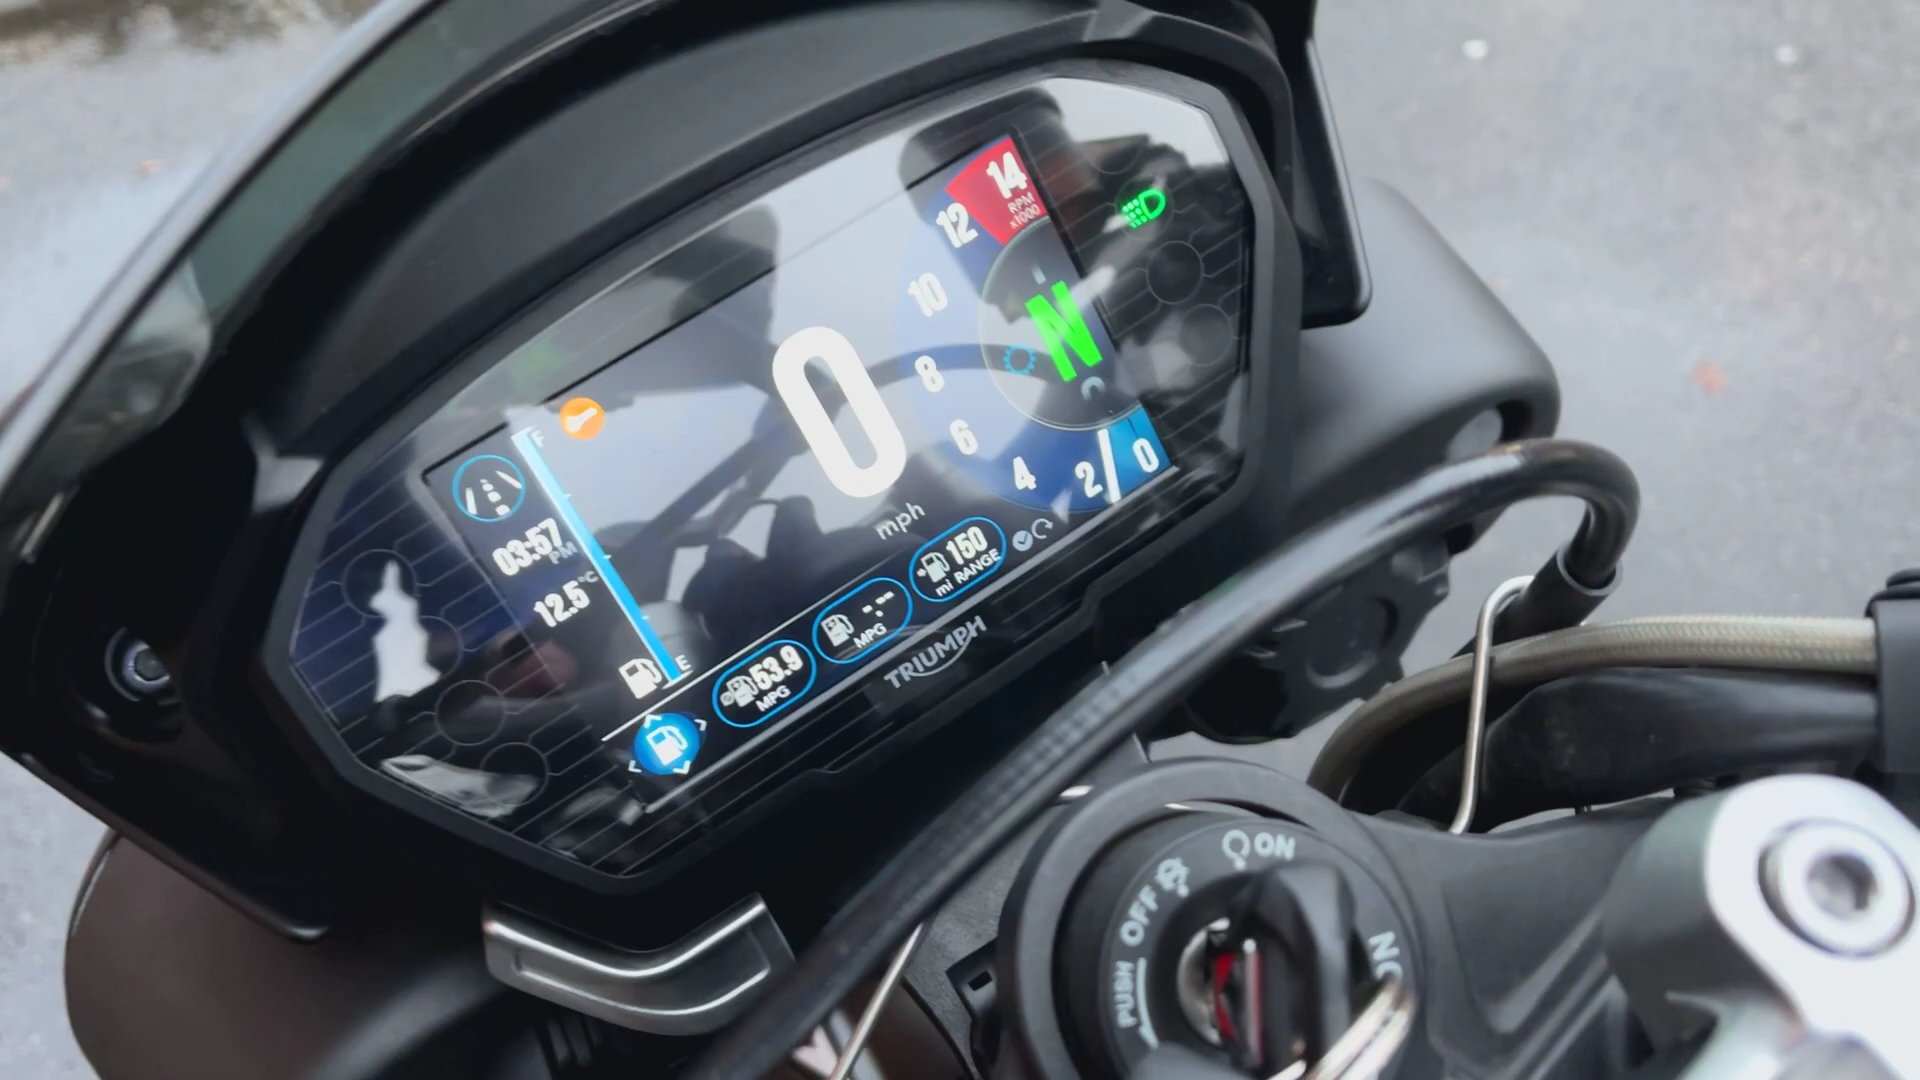 14
RPM
x1000
12
10
8
6
4
2
0
N
F
0
mph
03:57
PM
12.5°C
E
150
mi RANGE
-.--
MPG
53.9
MPG
TRIUMPH
ON
OFF
PUSH